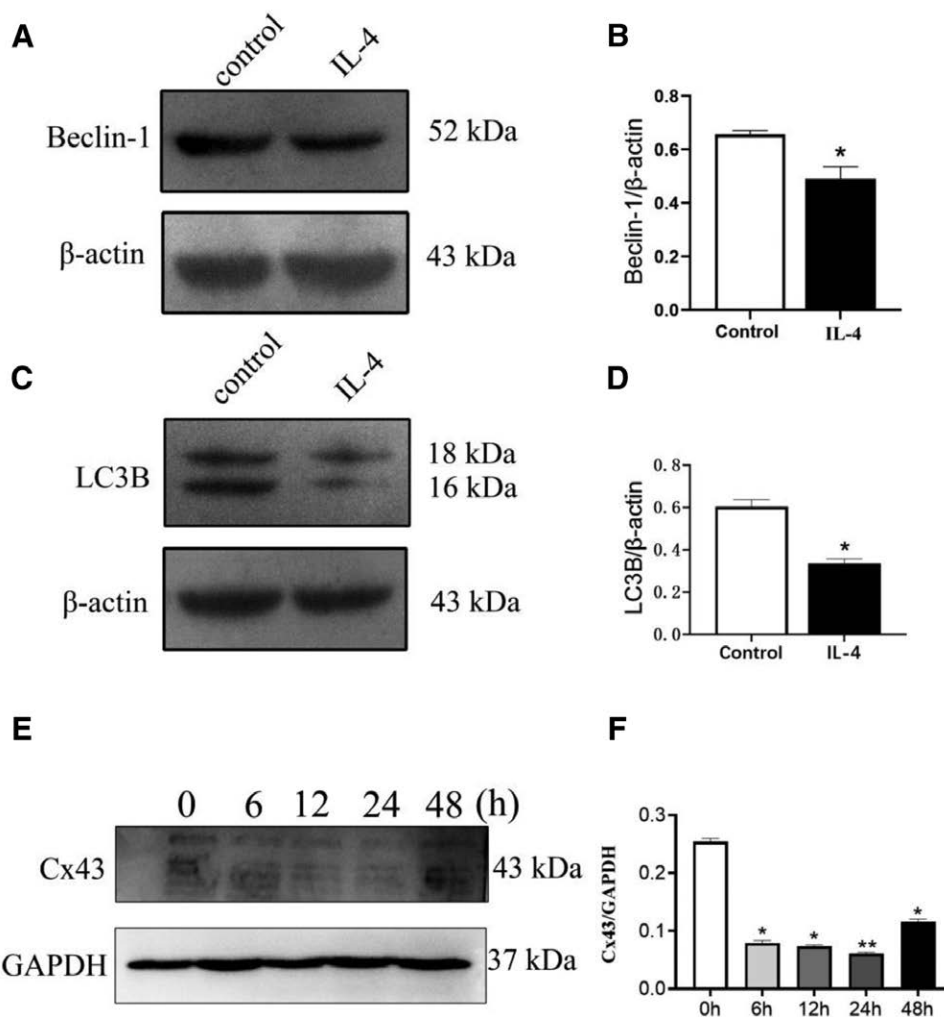 A
control
IL-4
Beclin-1
52 kDa
β-actin
43 kDa
B
0.8
0.6
0.4
0.2
0.0
Beclin-1/β-actin
*
Control
IL-4
C
control
IL-4
LC3B
18 kDa
16 kDa
β-actin
43 kDa
D
0.8
0.6
0.4
0.2
0.0
LC3B/β-actin
*
Control
IL-4
E
0 6 12 24 48 (h)
Cx43
43 kDa
GAPDH
37 kDa
F
0.3
0.2
0.1
0.0
Cx43/GAPDH
* * ** *
0h 6h 12h 24h 48h